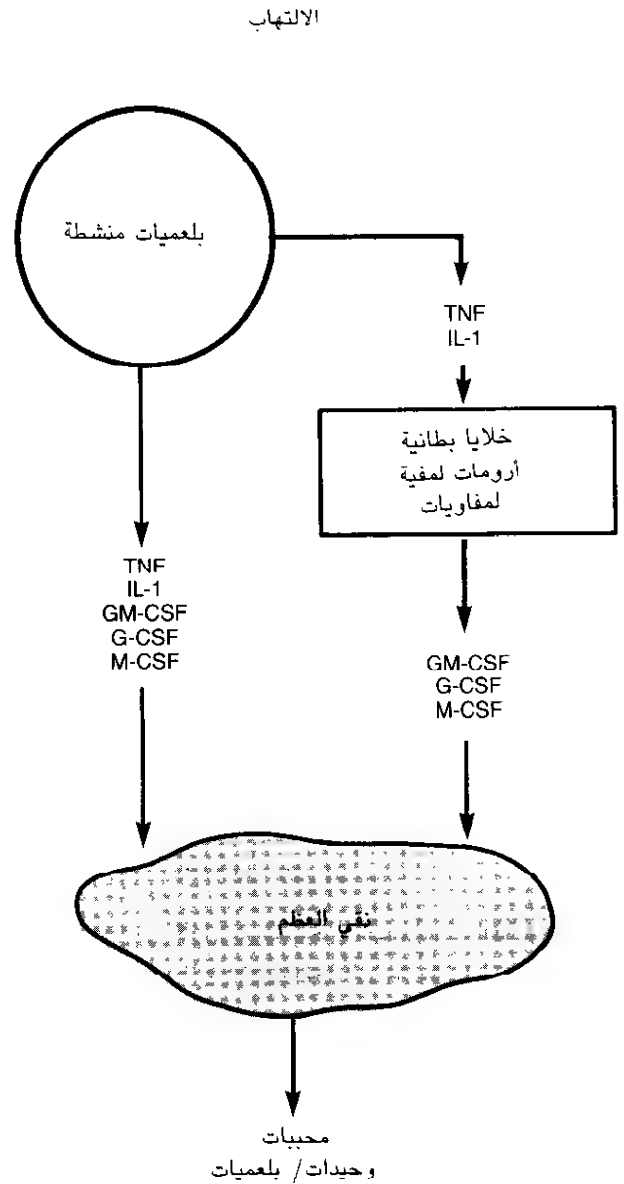 الالتهاب
بلعميات منشطة
TNF
IL-1
خلايا بطانية
أرومات لمفية
لمفاويات
TNF
IL-1
GM-CSF
G-CSF
M-CSF
GM-CSF
G-CSF
M-CSF
نقي العظم
محببات
وحيدات/ بلعميات